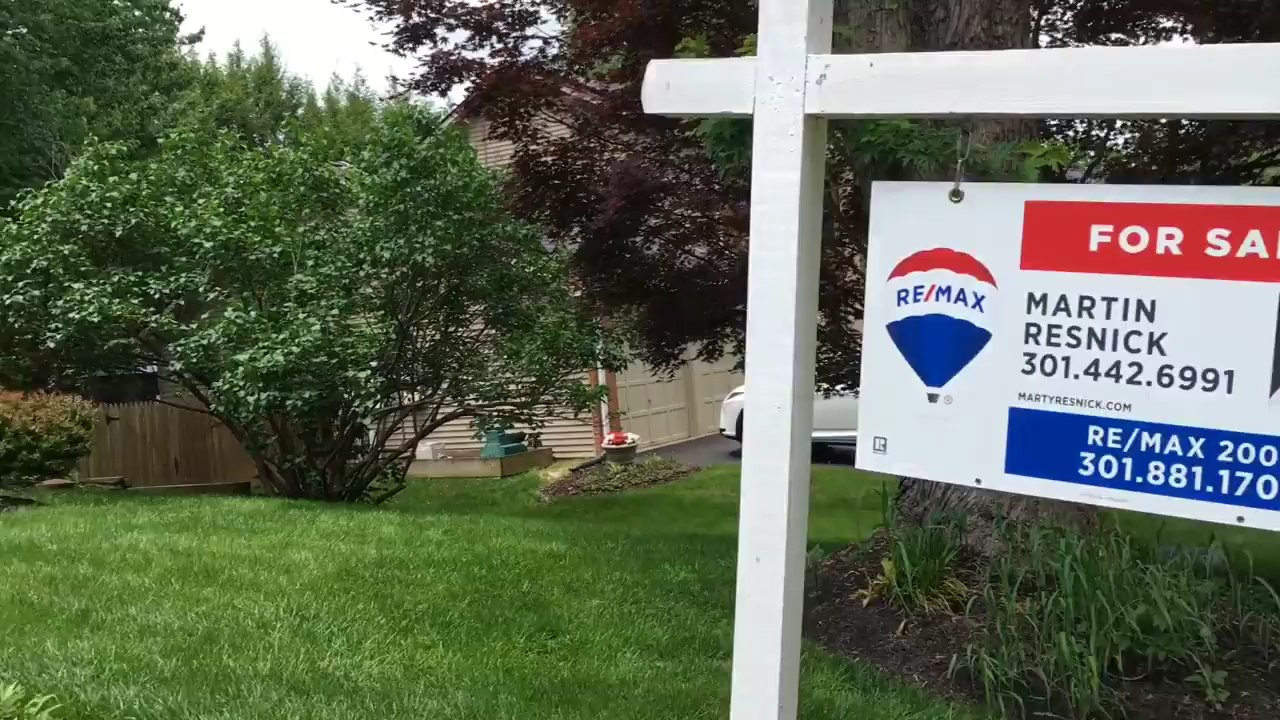 FOR SA
RE/MAX
MARTIN
RESNICK
301.442.6991
MARTYRESNICK.COM
RE/MAX 200
301.881.170